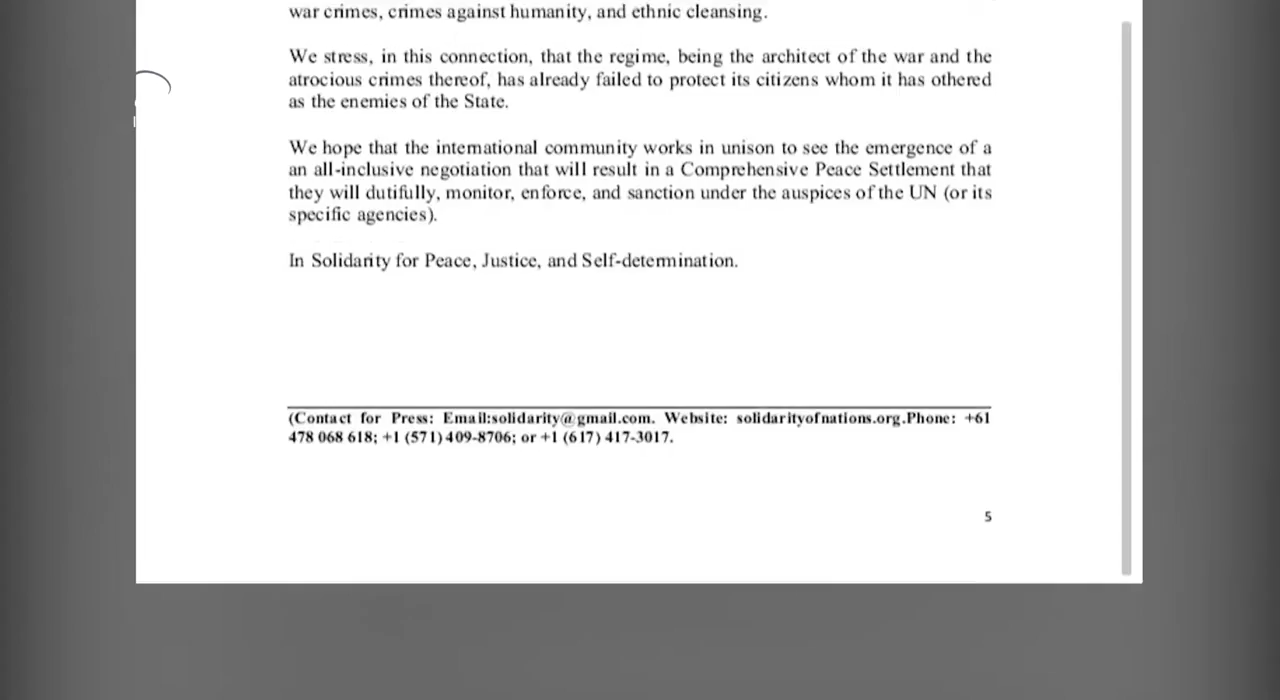 war crimes, crimes against humanity, and ethnic cleansing.
We stress, in this connection, that the regime, being the architect of the war and the
atrocious crimes thereof, has already failed to protect its citizens whom it has othered
as the enemies of the State.
We hope that the international community works in unison to see the emergence of a
an all-inclusive negotiation that will result in a Comprehensive Peace Settlement that
they will dutifully, monitor, enforce, and sanction under the auspices of the UN (or its
specific agencies).
In Solidarity for Peace, Justice, and Self-determination.
(Contact for Press: Email:solidarity@gmail.com. Website: solidarityofnations.org.Phone: +61
478 068 618; +1 (571) 409-8706; or +1 (617) 417-3017.
5